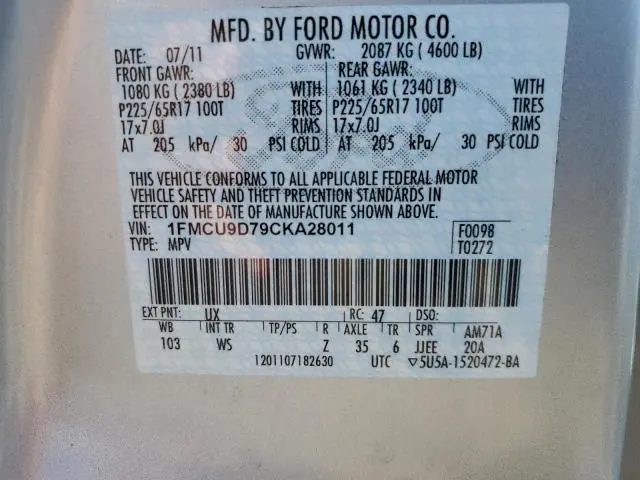 MFD. BY FORD MOTOR CO.
DATE: 07/11 GVWR: 2087 KG ( 4600 LB)
FRONT GAWR: REAR GAWR:
1080 KG ( 2380 LB) WITH 1061 KG ( 2340 LB) WITH
P225/65R17 100T TIRES P225/65R17 100T TIRES
17x7.0J RIMS 17x7.0J RIMS
AT 205 kPa/ 30 PSI COLD AT 205 kPa/ 30 PSI COLD
THIS VEHICLE CONFORMS TO ALL APPLICABLE FEDERAL MOTOR
VEHICLE SAFETY AND THEFT PREVENTION STANDARDS IN
EFFECT ON THE DATE OF MANUFACTURE SHOWN ABOVE.
VIN: 1FMCU9D79CKA28011 F0098
TYPE: MPV T0272
EXT PNT: UX RC: 47 DSO:
WB INT TR TP/PS R AXLE TR SPR AM71A
103 WS Z 35 6 JJEE 20A
1201107182630 UTC ▽5U5A-1520472-BA